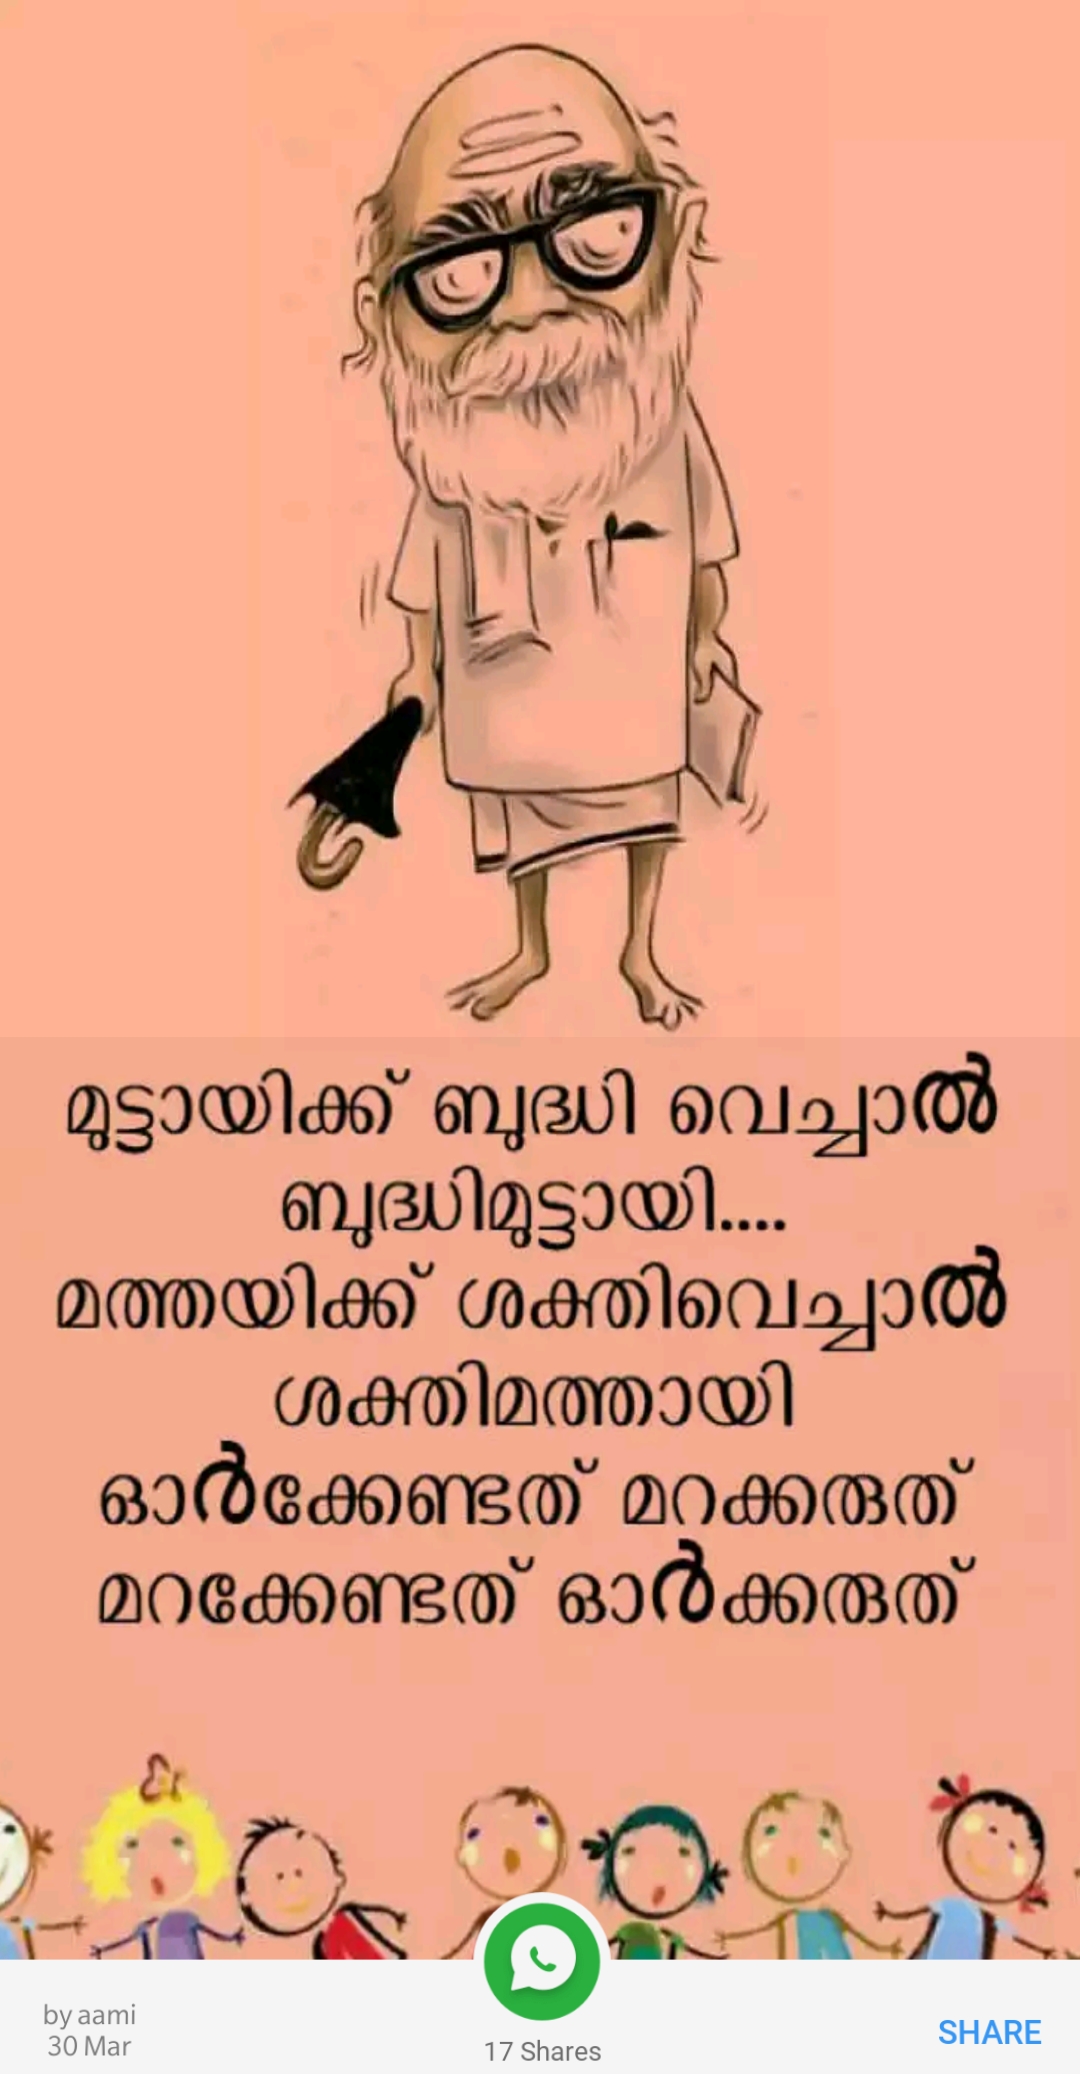 മുട്ടായിക്ക് ബുദ്ധി വെച്ചാൽ
ബുദ്ധിമുട്ടായി....
മത്തയിക്ക് ശക്തിവെച്ചാൽ
ശക്തിമത്തായി
ഓർക്കേണ്ടത് മറക്കരുത്
മറക്കേണ്ടത് ഓർക്കരുത്
by aami
30 Mar
17 Shares
SHARE